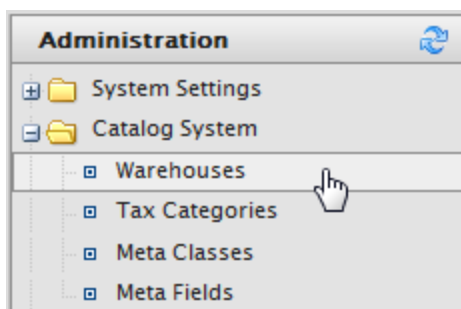 Administration
System Settings
Catalog System
Warehouses
Tax Categories
Meta Classes
Meta Fields